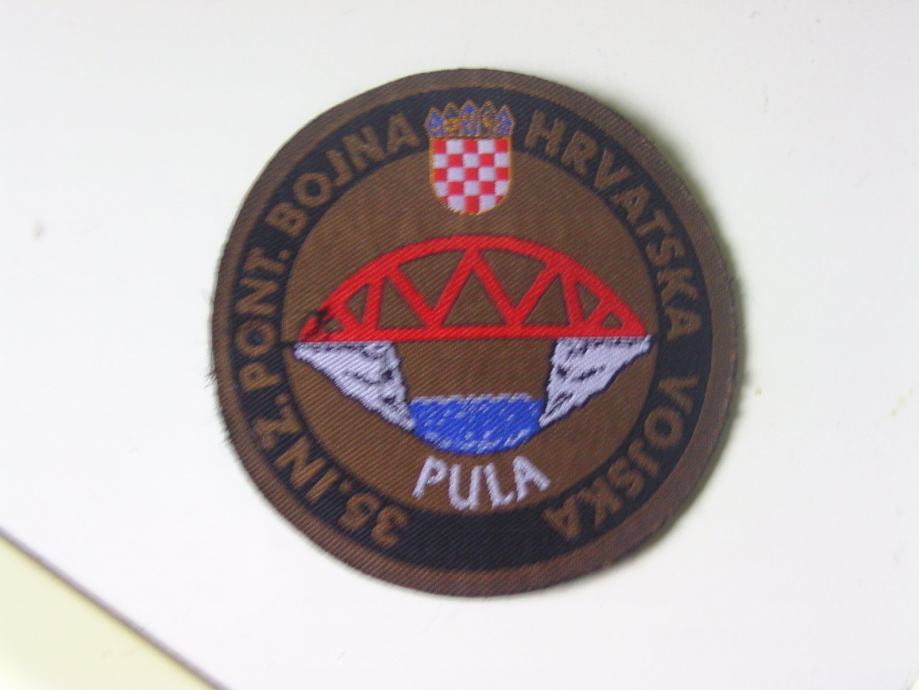 35. INŽ. PONT. BOJNA
HRVATSKA VOJSKA
PULA